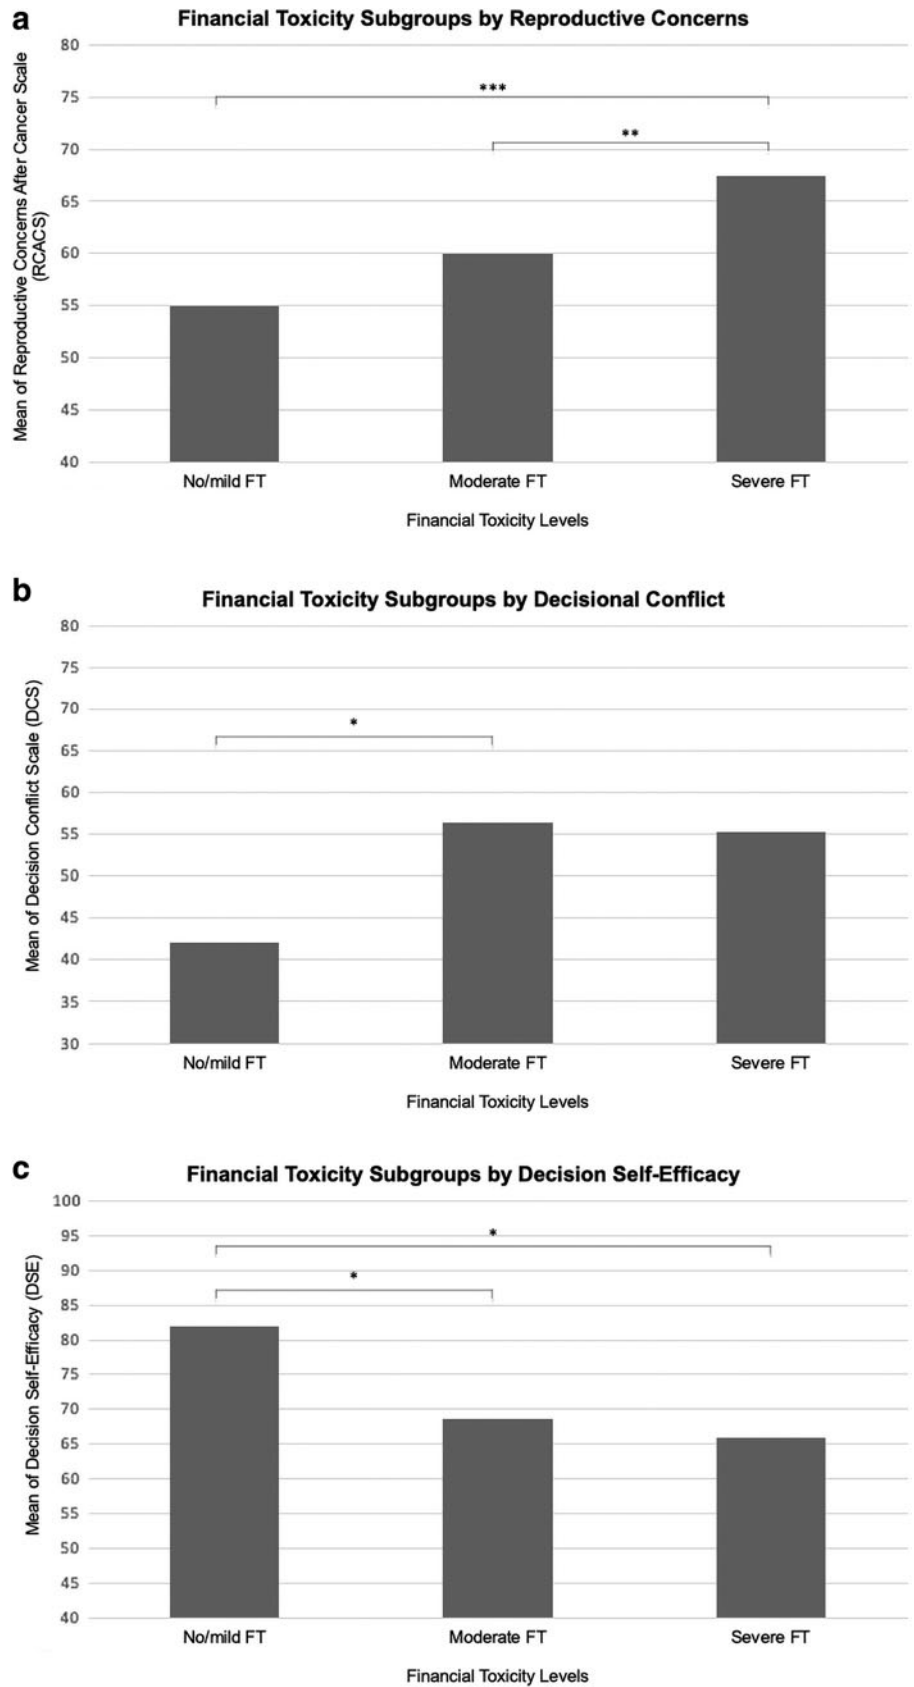 a
Financial Toxicity Subgroups by Reproductive Concerns
Mean of Reproductive Concerns After Cancer Scale
(RCACS)
80
75
70
65
60
55
50
45
40
***
**
No/mild FT
Moderate FT
Severe FT
Financial Toxicity Levels
b
Financial Toxicity Subgroups by Decisional Conflict
Mean of Decision Conflict Scale (DCS)
80
75
70
65
60
55
50
45
40
35
30
*
No/mild FT
Moderate FT
Severe FT
Financial Toxicity Levels
c
Financial Toxicity Subgroups by Decision Self-Efficacy
Mean of Decision Self-Efficacy (DSE)
100
95
90
85
80
75
70
65
60
55
50
45
40
*
*
No/mild FT
Moderate FT
Severe FT
Financial Toxicity Levels